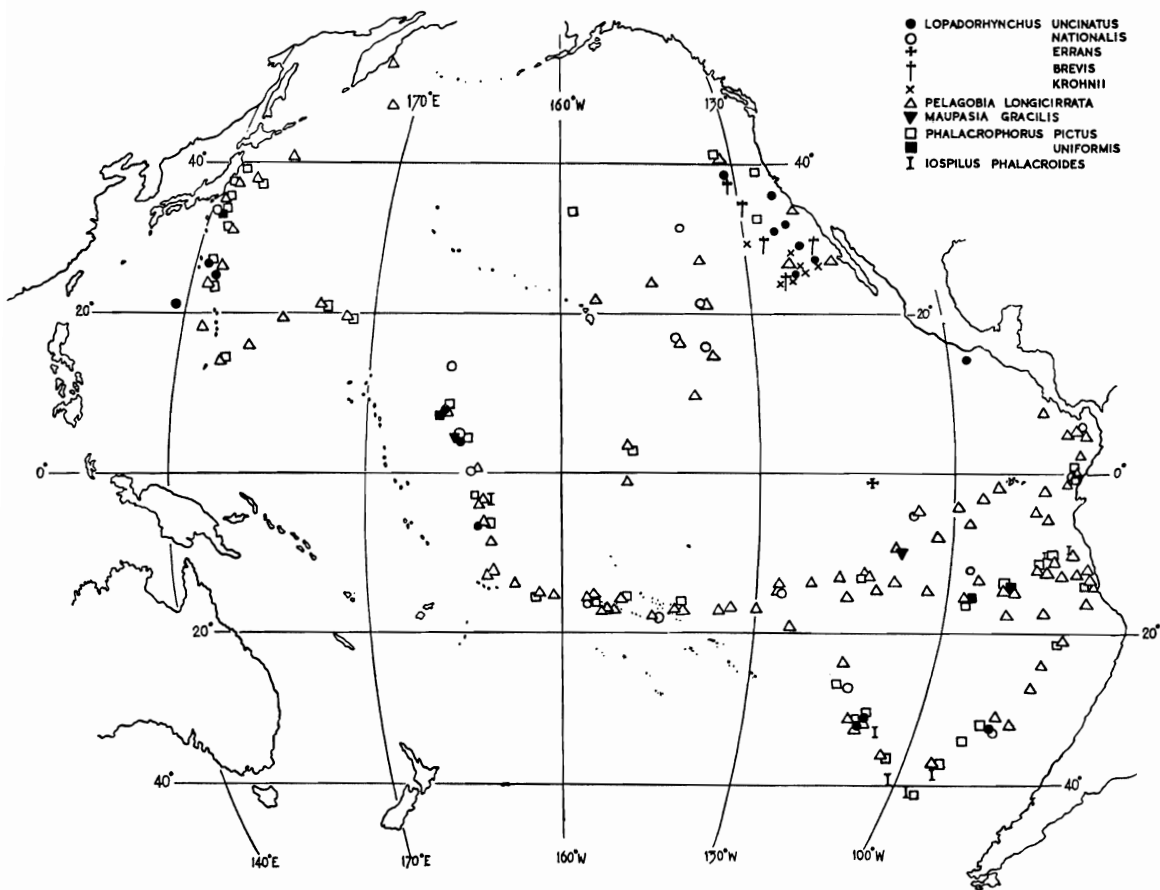 LOPADORHYNCHUS UNCINATUS
NATIONALIS
ERRANS
BREVIS
KROHNII
PELAGOBIA LONGICIRRATA
MAUPASIA GRACILIS
PHALACROPHORUS PICTUS
UNIFORMIS
IOSPILUS PHALACROIDES
170°E 160°W 130°
40° 40°
20° 20°
0° 0°
20° 20°
40° 40°
140°E 170°E 160°W 130°W 100°W